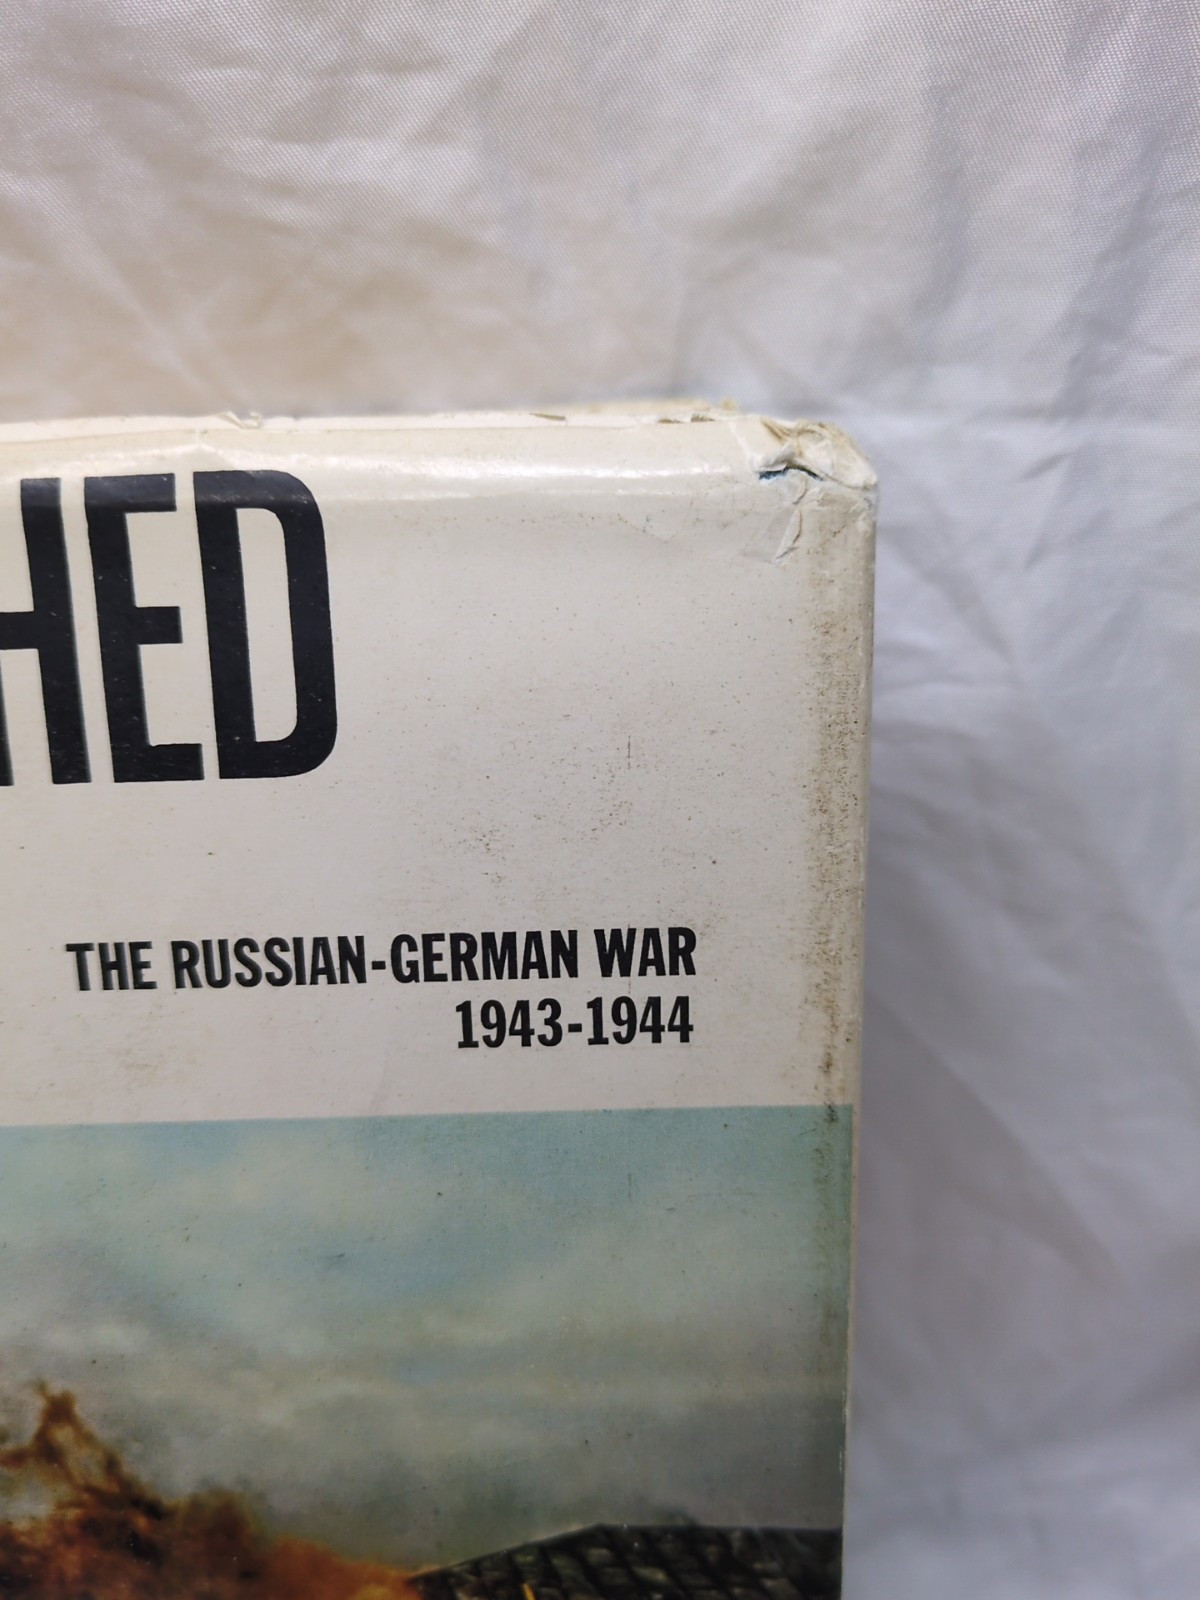 HED
THE RUSSIAN-GERMAN WAR
1943-1944